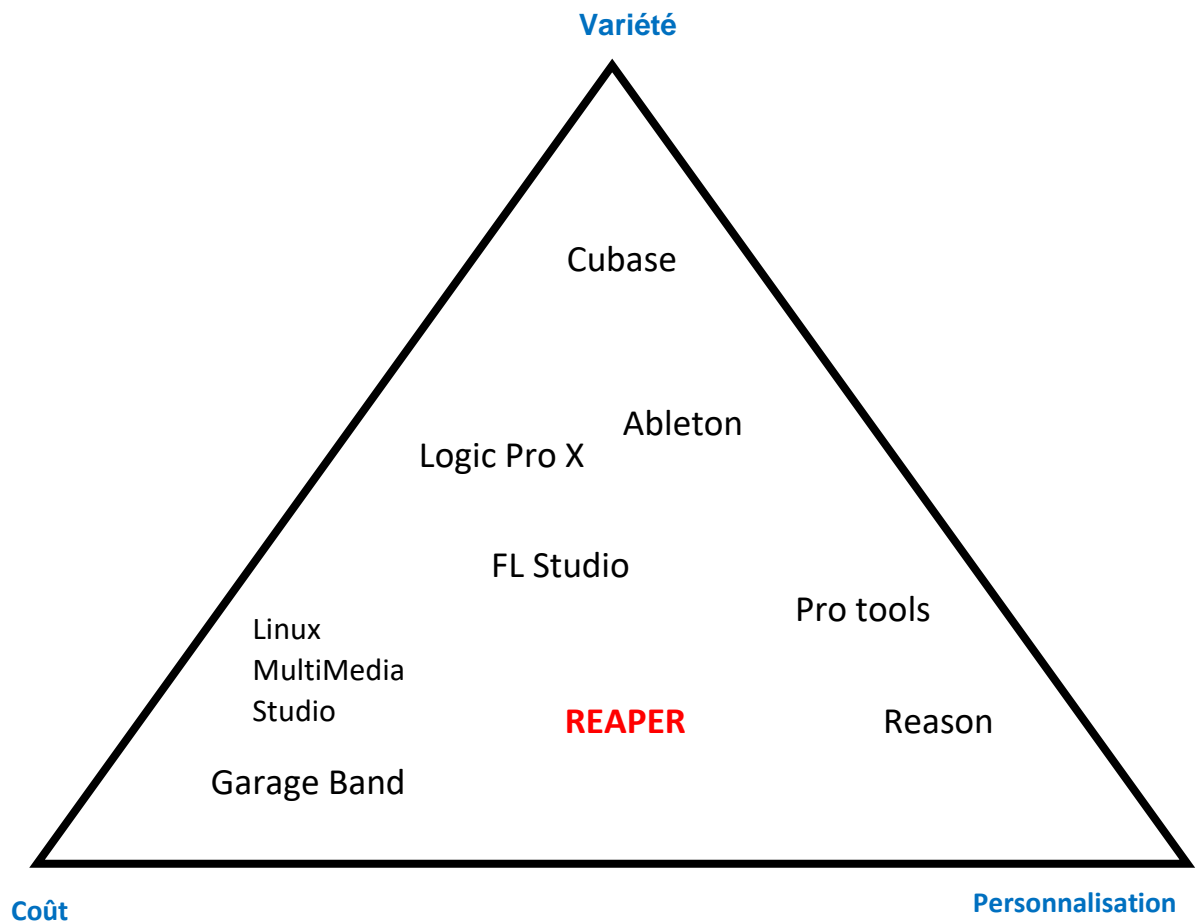 Variété
Cubase
Ableton
Logic Pro X
FL Studio
Pro tools
Linux
MultiMedia
Studio
REAPER
Reason
Garage Band
Coût
Personnalisation